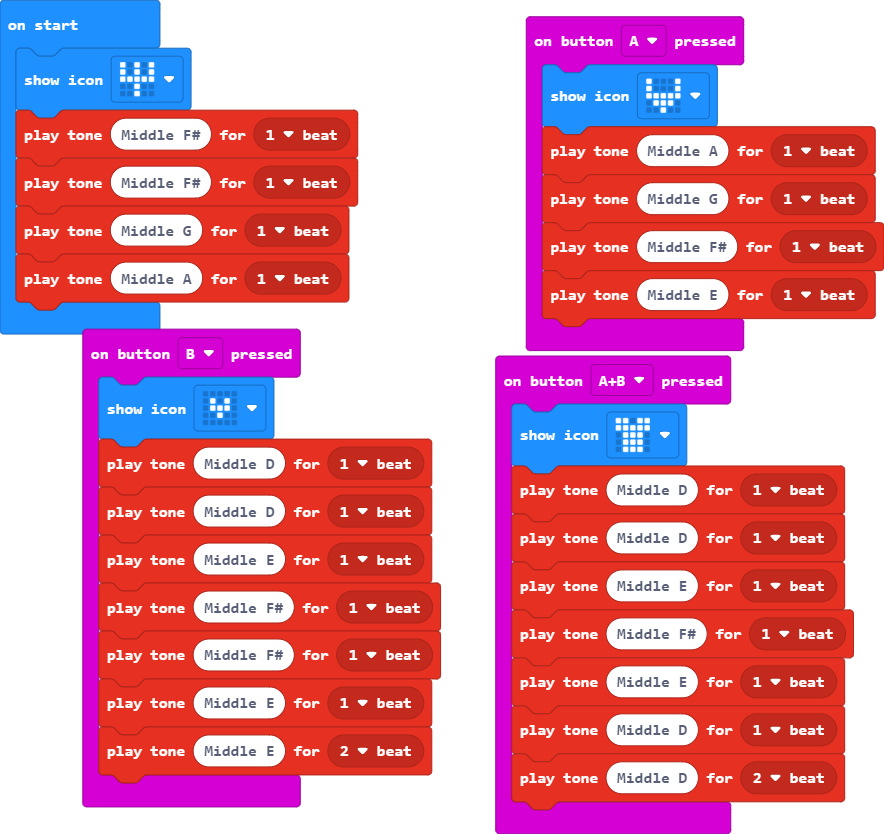 on start
show icon
play tone Middle F# for 1 beat
play tone Middle F# for 1 beat
play tone Middle G for 1 beat
play tone Middle A for 1 beat
on button A pressed
show icon
play tone Middle A for 1 beat
play tone Middle G for 1 beat
play tone Middle F# for 1 beat
play tone Middle E for 1 beat
on button B pressed
show icon
play tone Middle D for 1 beat
play tone Middle D for 1 beat
play tone Middle E for 1 beat
play tone Middle F# for 1 beat
play tone Middle F# for 1 beat
play tone Middle E for 1 beat
play tone Middle E for 2 beat
on button A+B pressed
show icon
play tone Middle D for 1 beat
play tone Middle D for 1 beat
play tone Middle E for 1 beat
play tone Middle F# for 1 beat
play tone Middle E for 1 beat
play tone Middle D for 1 beat
play tone Middle D for 2 beat